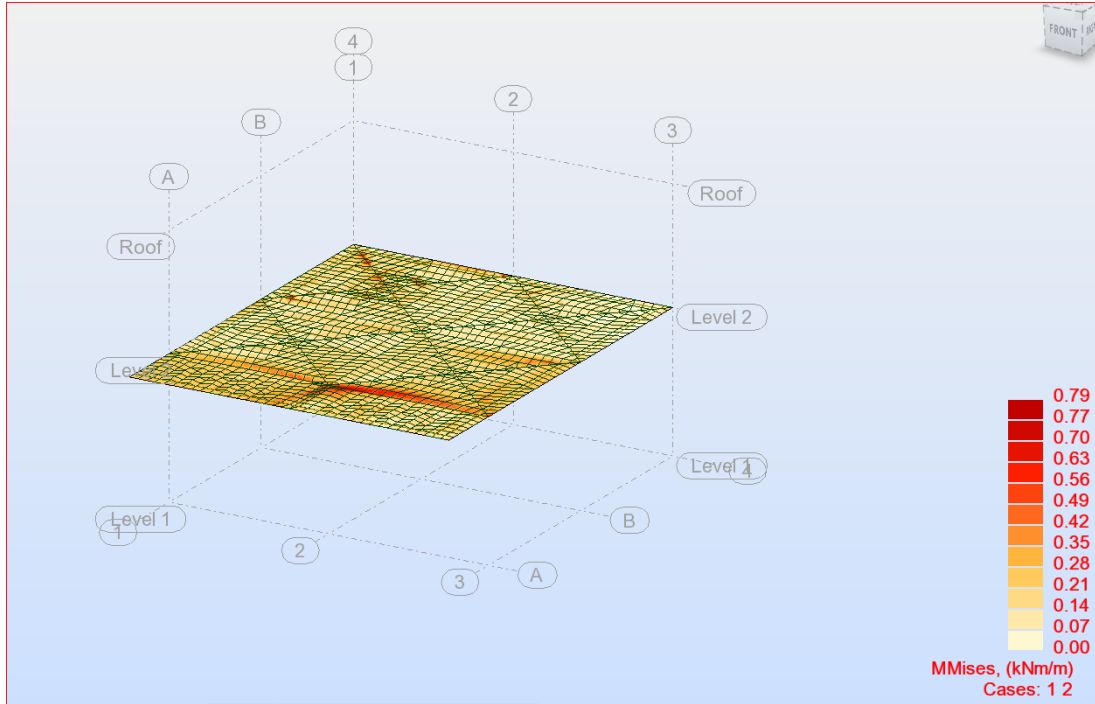 4
1
FRONT
2
B
3
A
Roof
Roof
Level 2
Level 1
4
Level 1
1
B
2
A
3
0.79
0.77
0.70
0.63
0.56
0.49
0.42
0.35
0.28
0.21
0.14
0.07
0.00
MMises, (kNm/m)
Cases: 1 2